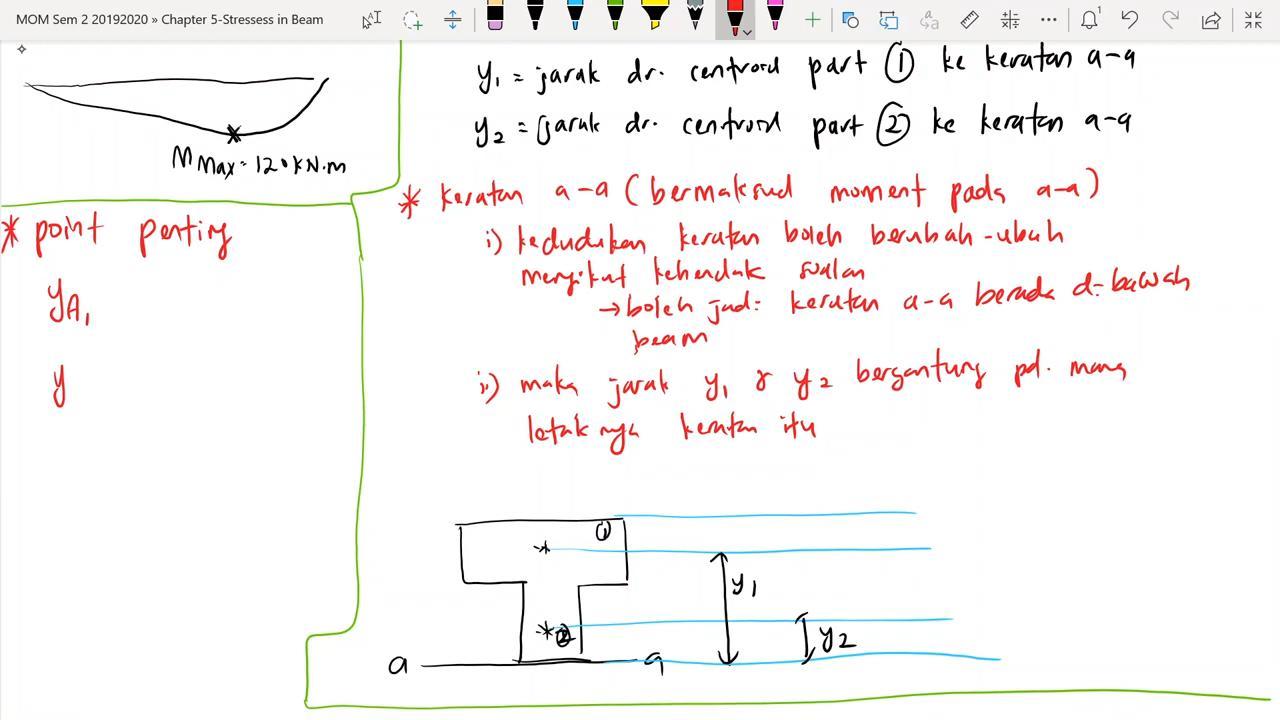 MOM Sem 2 20192020 » Chapter 5-Stressess in Beam
M Max = 120 kN.m
y1 = jarak dr. centroid part ① ke keratan a-a
y2 = jarak dr. centroid part ② ke keratan a-a
* keratan a-a (bermaksud moment pada a-a)
i) kedudukan keratan boleh berubah-ubah
mengikut kehendak soalan
→ boleh jadi keratan a-a berada di bawah
beam
ii) maka jarak y1 & y2 bergantung pd. mana
letaknya keratan itu
* point penting
yA1
y
①
y1
②
y2
a
a